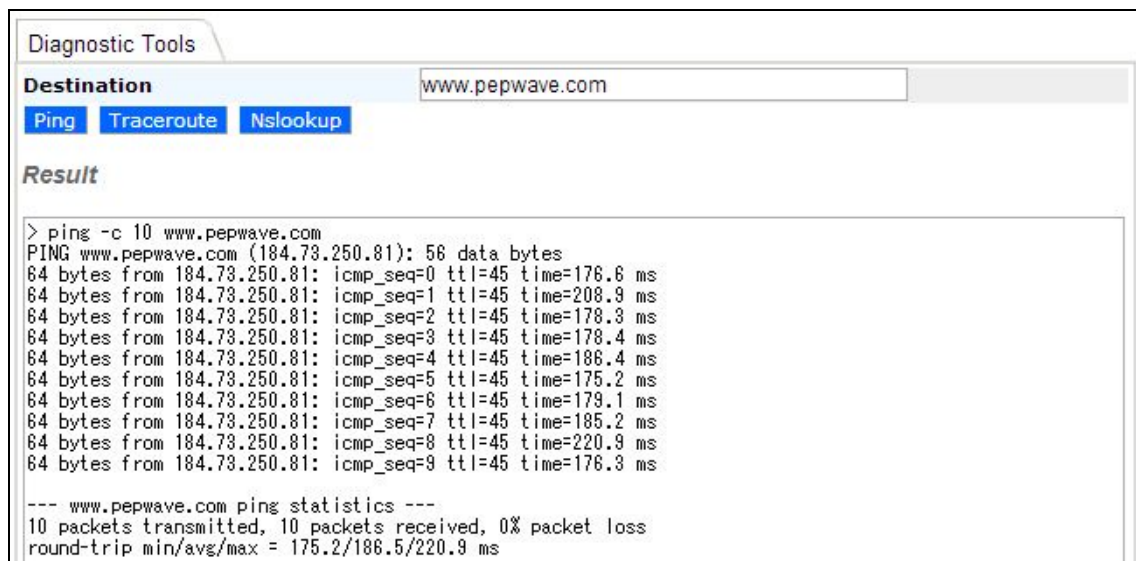 Diagnostic Tools
Destination www.pepwave.com
Ping Traceroute Nslookup
Result
> ping -c 10 www.pepwave.com
PING www.pepwave.com (184.73.250.81): 56 data bytes
64 bytes from 184.73.250.81: icmp_seq=0 ttl=45 time=176.6 ms
64 bytes from 184.73.250.81: icmp_seq=1 ttl=45 time=208.9 ms
64 bytes from 184.73.250.81: icmp_seq=2 ttl=45 time=178.3 ms
64 bytes from 184.73.250.81: icmp_seq=3 ttl=45 time=178.4 ms
64 bytes from 184.73.250.81: icmp_seq=4 ttl=45 time=186.4 ms
64 bytes from 184.73.250.81: icmp_seq=5 ttl=45 time=175.2 ms
64 bytes from 184.73.250.81: icmp_seq=6 ttl=45 time=179.1 ms
64 bytes from 184.73.250.81: icmp_seq=7 ttl=45 time=185.2 ms
64 bytes from 184.73.250.81: icmp_seq=8 ttl=45 time=220.9 ms
64 bytes from 184.73.250.81: icmp_seq=9 ttl=45 time=176.3 ms
--- www.pepwave.com ping statistics ---
10 packets transmitted, 10 packets received, 0% packet loss
round-trip min/avg/max = 175.2/186.5/220.9 ms